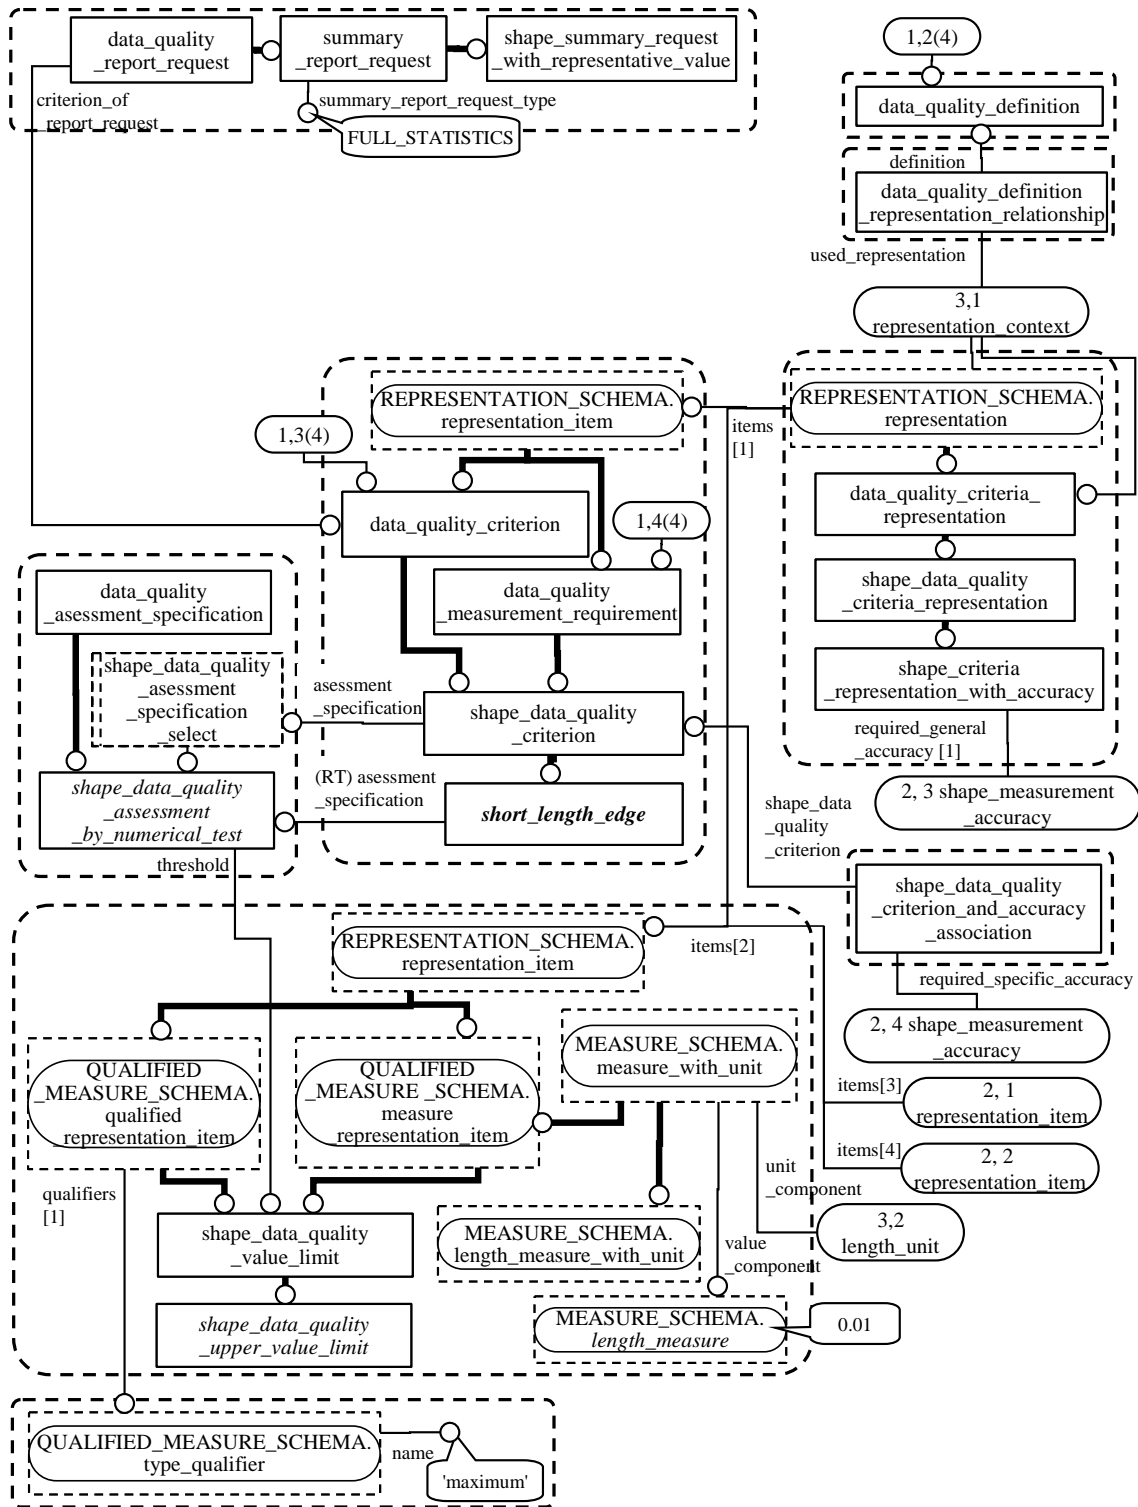 data_quality
_report_request
summary
_report_request
shape_summary_request
_with_representative_value
criterion_of
_report_request
summary_report_request_type
FULL_STATISTICS
1,2(4)
data_quality_definition
definition
data_quality_definition
_representation_relationship
used_representation
3,1
representation_context
REPRESENTATION_SCHEMA.
representation_item
items
[1]
REPRESENTATION_SCHEMA.
representation
1,3(4)
data_quality_criterion
1,4(4)
data_quality_criteria_
representation
data_quality
_asessment_specification
data_quality
_measurement_requirement
shape_data_quality
_criteria_representation
shape_data_quality
_asessment
_specification
_select
asessment
_specification
shape_data_quality
_criterion
shape_criteria
_representation_with_accuracy
required_general
_accuracy [1]
shape_data_quality
_assessment
_by_numerical_test
(RT) asessment
_specification
short_length_edge
shape_data
_quality
_criterion
2, 3 shape_measurement
_accuracy
threshold
shape_data_quality
_criterion_and_accuracy
_association
REPRESENTATION_SCHEMA.
representation_item
items[2]
required_specific_accuracy
2, 4 shape_measurement
_accuracy
QUALIFIED
_MEASURE_SCHEMA.
qualified
_representation_item
QUALIFIED
_MEASURE _SCHEMA.
measure
_representation_item
MEASURE_SCHEMA.
measure_with_unit
items[3]
2, 1
representation_item
items[4]
2, 2
representation_item
qualifiers
[1]
unit
_component
shape_data_quality
_value_limit
MEASURE_SCHEMA.
length_measure_with_unit
value
_component
3,2
length_unit
shape_data_quality
_upper_value_limit
MEASURE_SCHEMA.
length_measure
0.01
QUALIFIED_MEASURE_SCHEMA.
type_qualifier
name
'maximum'